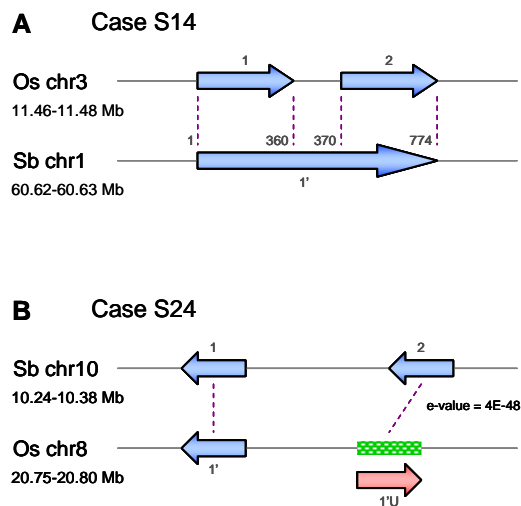 A Case S14
1 2
Os chr3
11.46-11.48 Mb
1 360 370 774
Sb chr1
60.62-60.63 Mb
1'
B Case S24
1 2
Sb chr10
10.24-10.38 Mb
e-value = 4E-48
Os chr8
20.75-20.80 Mb
1'
1'U